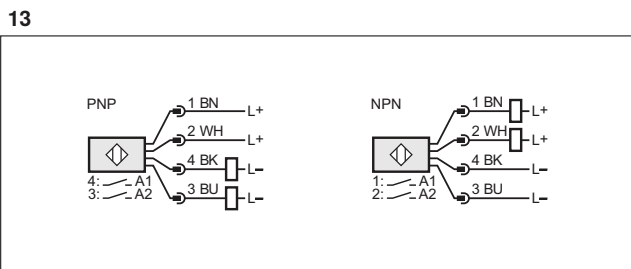 13
PNP
1 BN L+
2 WH L+
4 BK L-
3 BU L-
4: A1
3: A2
NPN
1 BN L+
2 WH L+
4 BK L-
3 BU L-
1: A1
2: A2